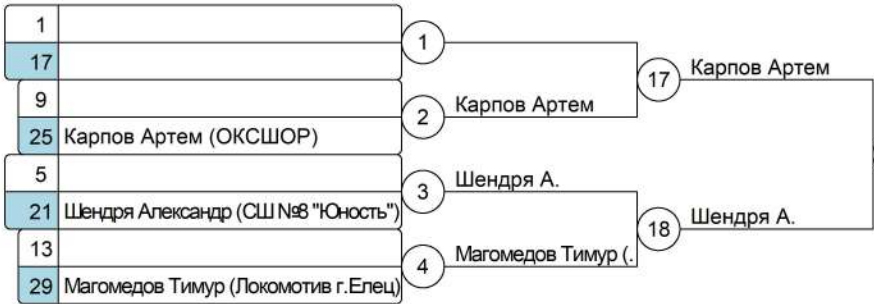 1
17
1
9
25 Карпов Артем (ОКСШОР)
2
Карпов Артем
17
Карпов Артем
5
21 Шендря Александр (СШ №8 "Юность")
3
Шендря А.
13
29 Магомедов Тимур (Локомотив г.Елец)
4
Магомедов Тимур (.
18
Шендря А.